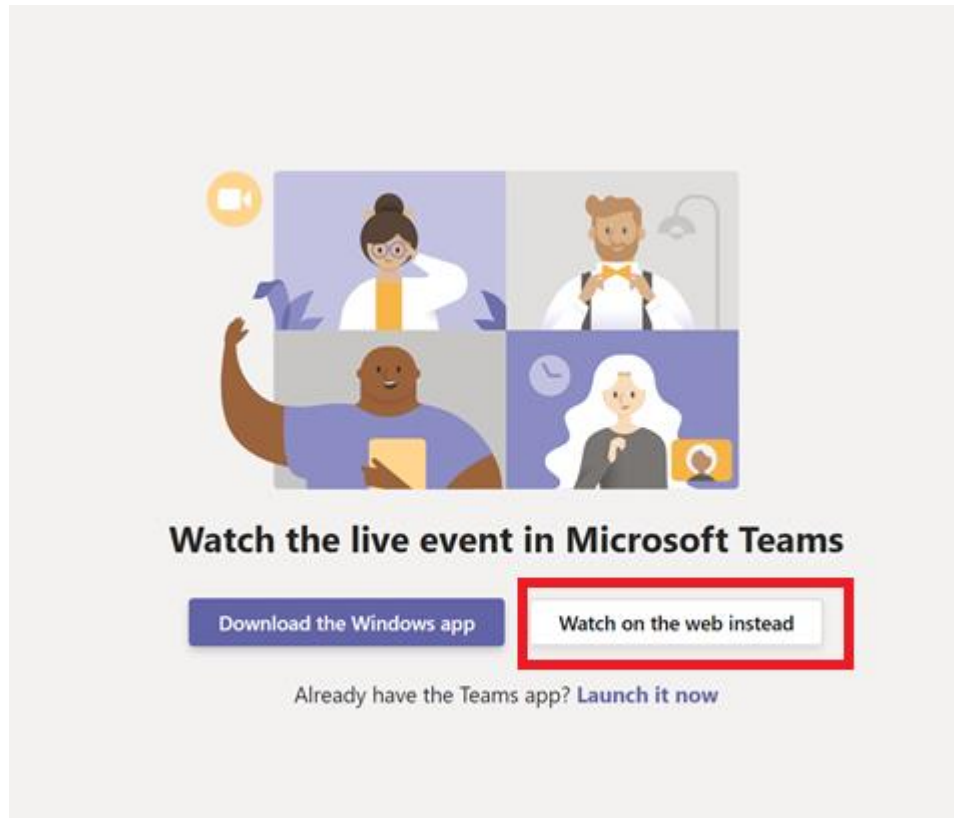 Watch the live event in Microsoft Teams
Download the Windows app
Watch on the web instead
Already have the Teams app? Launch it now